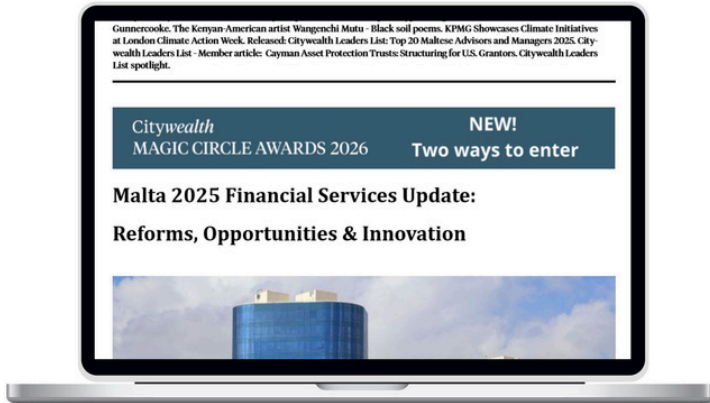 Gunnercooke. The Kenyan-American artist Wangenchi Mutu - Black soil poems. KPMG Showcases Climate Initiatives
at London Climate Action Week. Released: Citywealth Leaders List: Top 20 Maltese Advisors and Managers 2025. City-
wealth Leaders List - Member article: Cayman Asset Protection Trusts: Structuring for U.S. Grantors. Citywealth Leaders
List spotlight.
Citywealth
MAGIC CIRCLE AWARDS 2026
NEW!
Two ways to enter
Malta 2025 Financial Services Update:
Reforms, Opportunities & Innovation